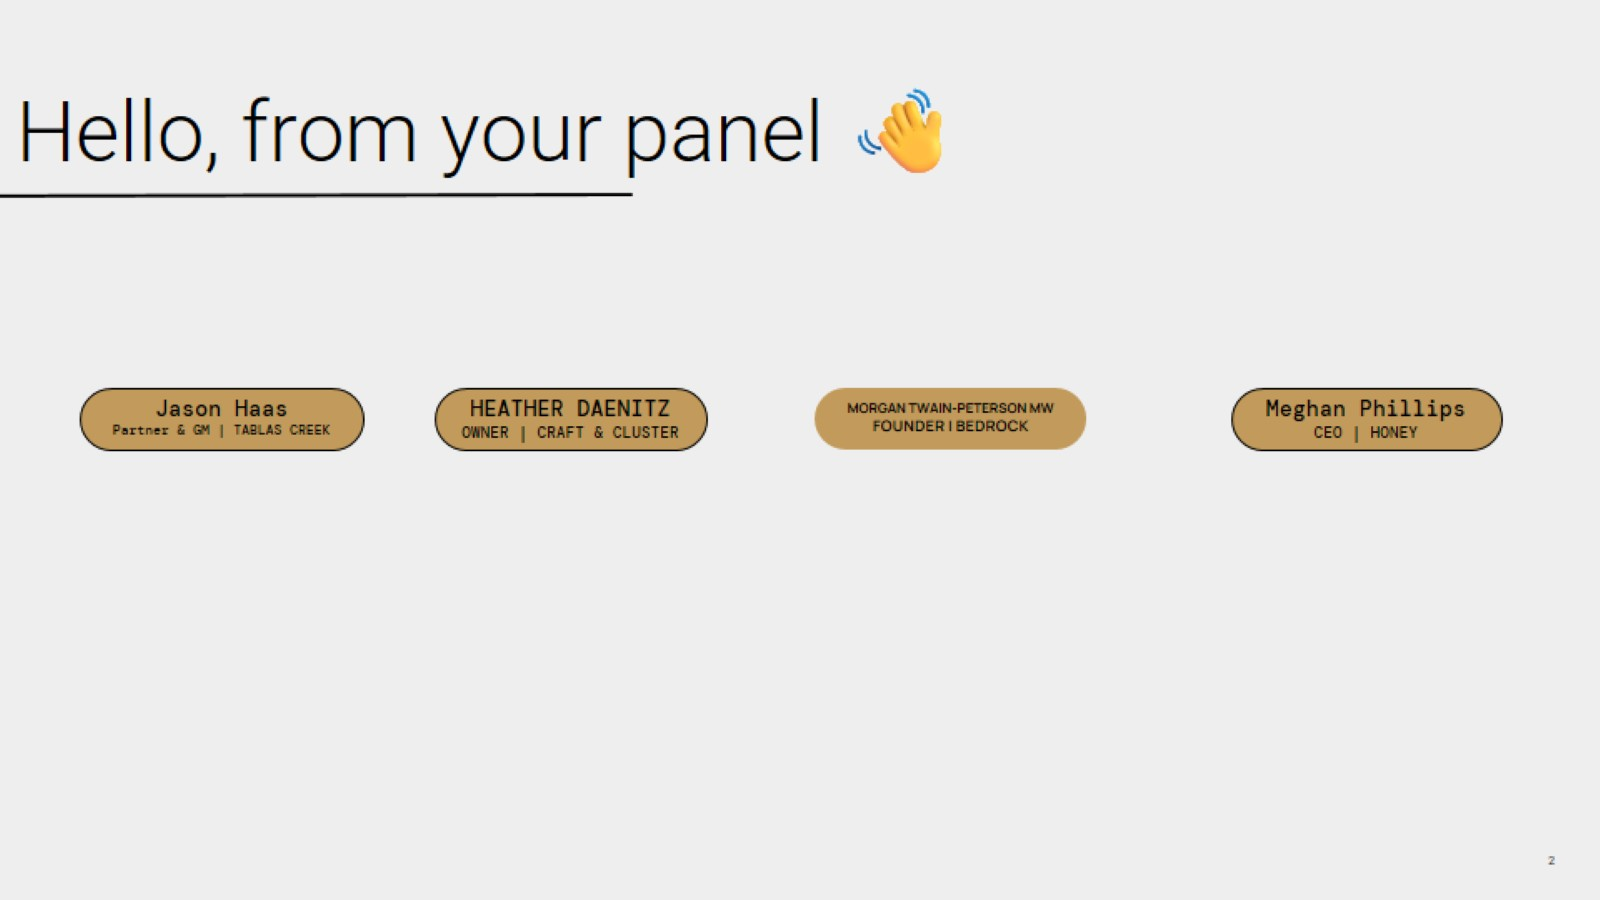 Hello, from your panel 👋
Jason Haas
Partner & GM | TABLAS CREEK
HEATHER DAENITZ
OWNER | CRAFT & CLUSTER
MORGAN TWAIN-PETERSON MW
FOUNDER | BEDROCK
Meghan Phillips
CEO | HONEY
2